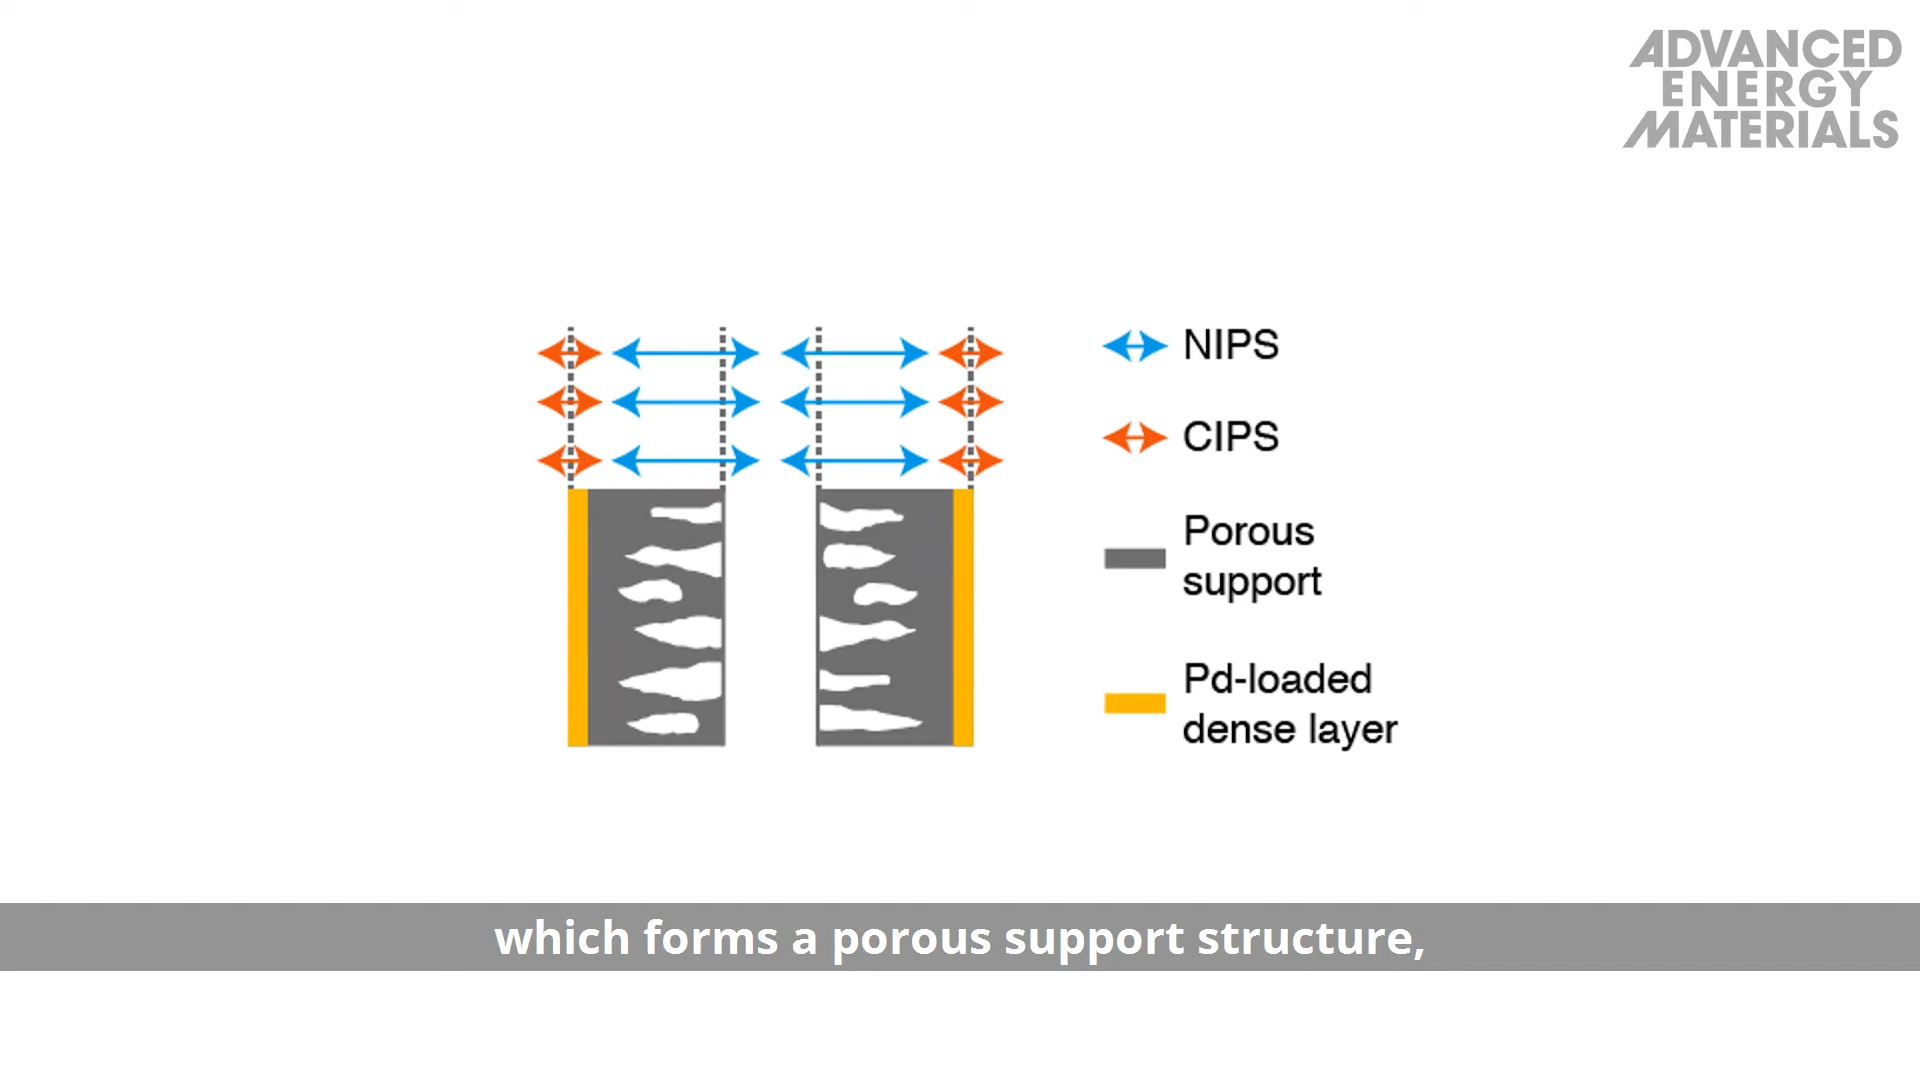 ADVANCED
ENERGY
MATERIALS
NIPS
CIPS
Porous
support
Pd-loaded
dense layer
which forms a porous support structure,